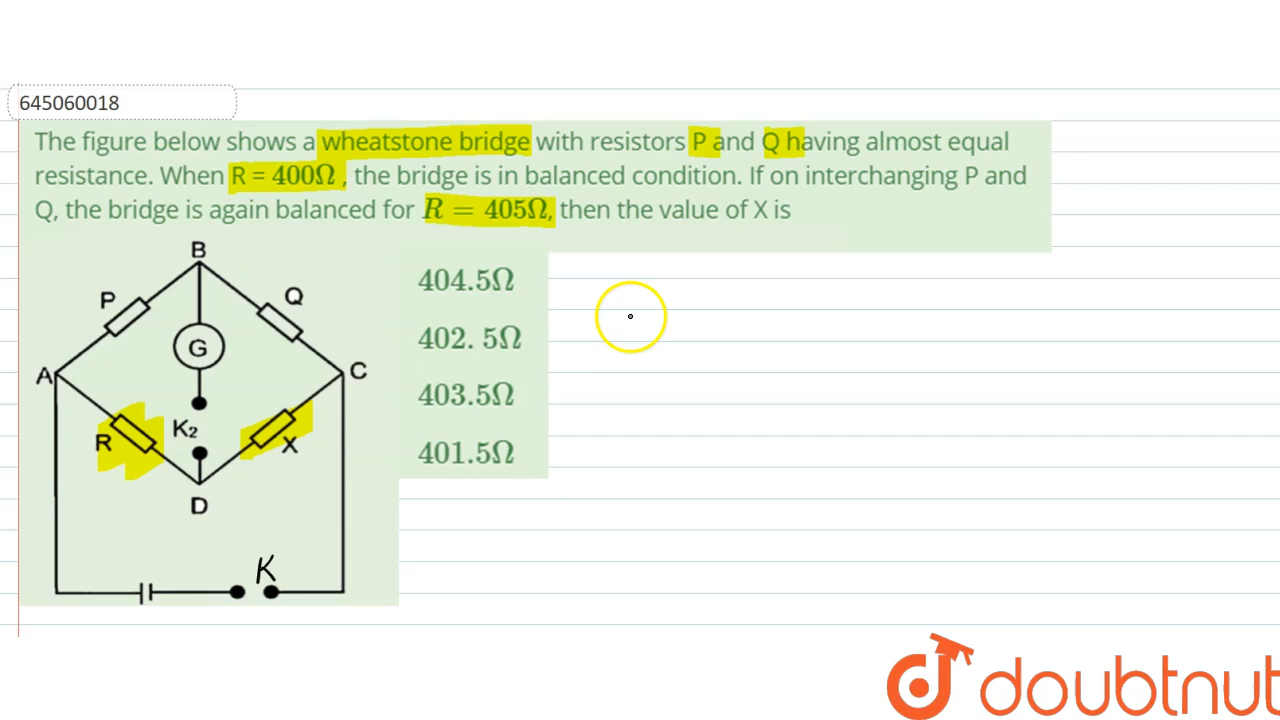 645060018
The figure below shows a wheatstone bridge with resistors P and Q having almost equal
resistance. When R = 400Ω , the bridge is in balanced condition. If on interchanging P and
Q, the bridge is again balanced for R = 405Ω, then the value of X is
B
P
Q
G
A
C
R
K₂
X
D
K
404.5Ω
402. 5Ω
403.5Ω
401.5Ω
doubtnut